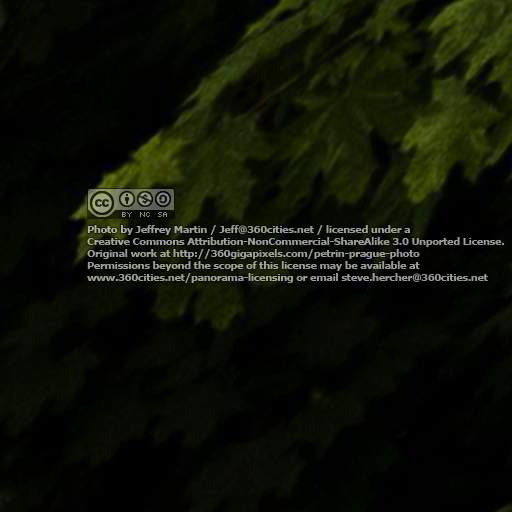 cc
BY NC SA
Photo by Jeffrey Martin / Jeff@360cities.net / licensed under a
Creative Commons Attribution-NonCommercial-ShareAlike 3.0 Unported License.
Original work at http://360gigapixels.com/petrin-prague-photo
Permissions beyond the scope of this license may be available at
www.360cities.net/panorama-licensing or email steve.hercher@360cities.net